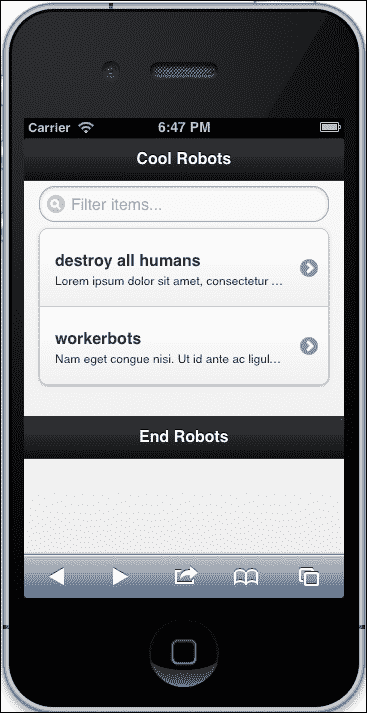 Carrier 6:47 PM
Cool Robots
Filter items...
destroy all humans
Lorem ipsum dolor sit amet, consectetur ...
workerbots
Nam eget congue nisi. Ut id ante ac ligul...
End Robots